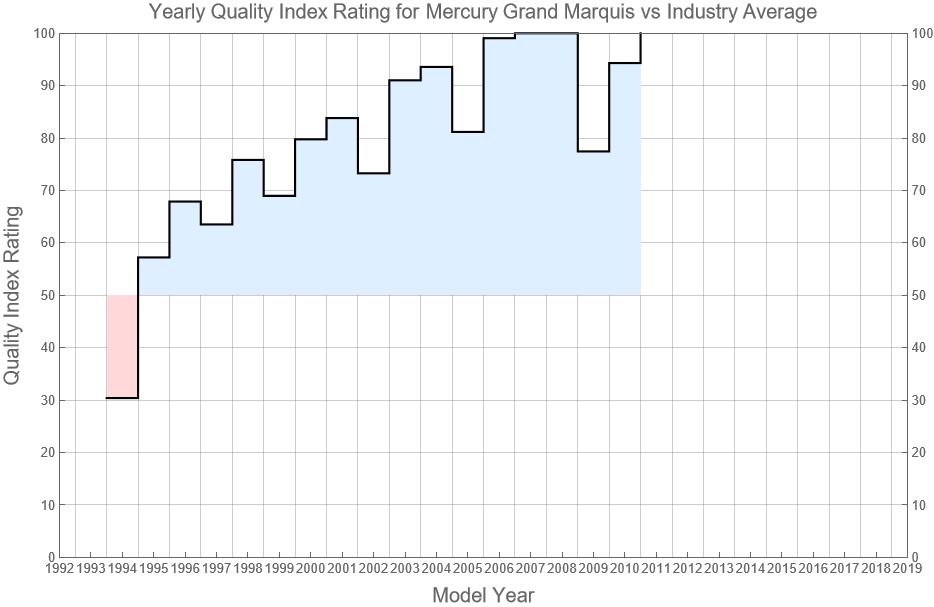 Yearly Quality Index Rating for Mercury Grand Marquis vs Industry Average
100 100
90 90
80 80
70 70
60 60
50 50
40 40
30 30
20 20
10 10
0 0
Quality Index Rating
1992 1993 1994 1995 1996 1997 1998 1999 2000 2001 2002 2003 2004 2005 2006 2007 2008 2009 2010 2011 2012 2013 2014 2015 2016 2017 2018 2019
Model Year